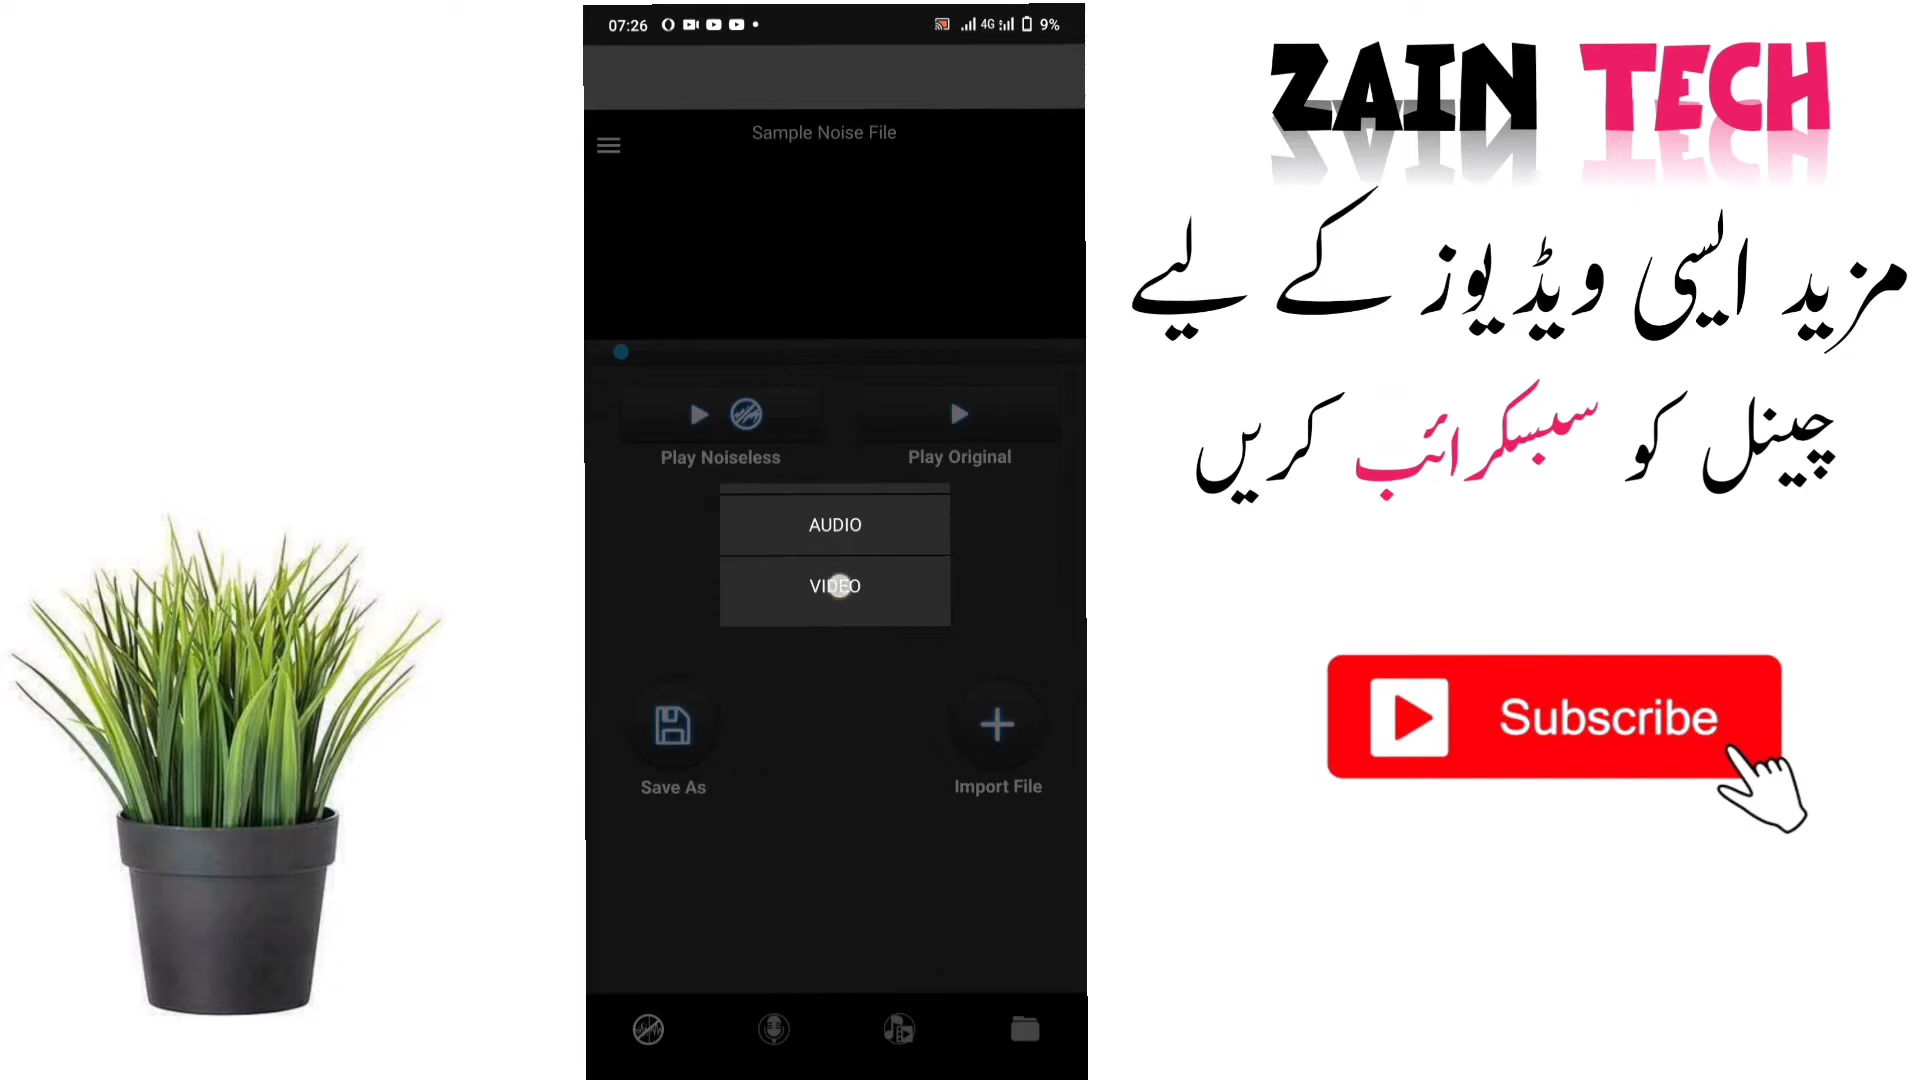 07:26
4G
9%
Sample Noise File
Play Noiseless
Play Original
AUDIO
VIDEO
Save As
Import File
ZAIN TECH
مزید ایسی ویڈیوز کے لیے
چینل کو سبسکرائب کریں
Subscribe